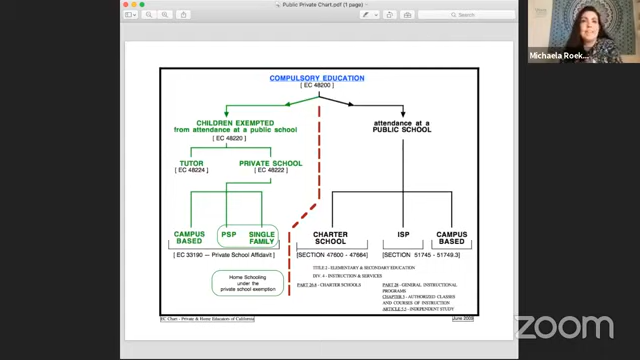 Public Private Chart.pdf (1 page)
Search
Michaela Roek...
COMPULSORY EDUCATION
[ EC 48200 ]
CHILDREN EXEMPTED
from attendance at a public school
[ EC 48220 ]
attendance at a
PUBLIC SCHOOL
TUTOR
[ EC 48224 ]
PRIVATE SCHOOL
[ EC 48222 ]
CAMPUS
BASED
PSP
SINGLE
FAMILY
[ EC 33190 — Private School Affidavit ]
Home Schooling
under the
private school exemption
CHARTER
SCHOOL
[SECTION 47600 - 47664]
ISP
CAMPUS
BASED
[SECTION 51745 - 51749.3]
TITLE 2 - ELEMENTARY & SECONDARY EDUCATION
DIV. 4 - INSTRUCTION & SERVICES
PART 26.8 - CHARTER SCHOOLS
PART 28 - GENERAL INSTRUCTIONAL
PROGRAMS
CHAPTER 5 - AUTHORIZED CLASSES
AND COURSES OF INSTRUCTION
ARTICLE 5.5 - INDEPENDENT STUDY
EC Chart - Private & Home Educators of California
zoom